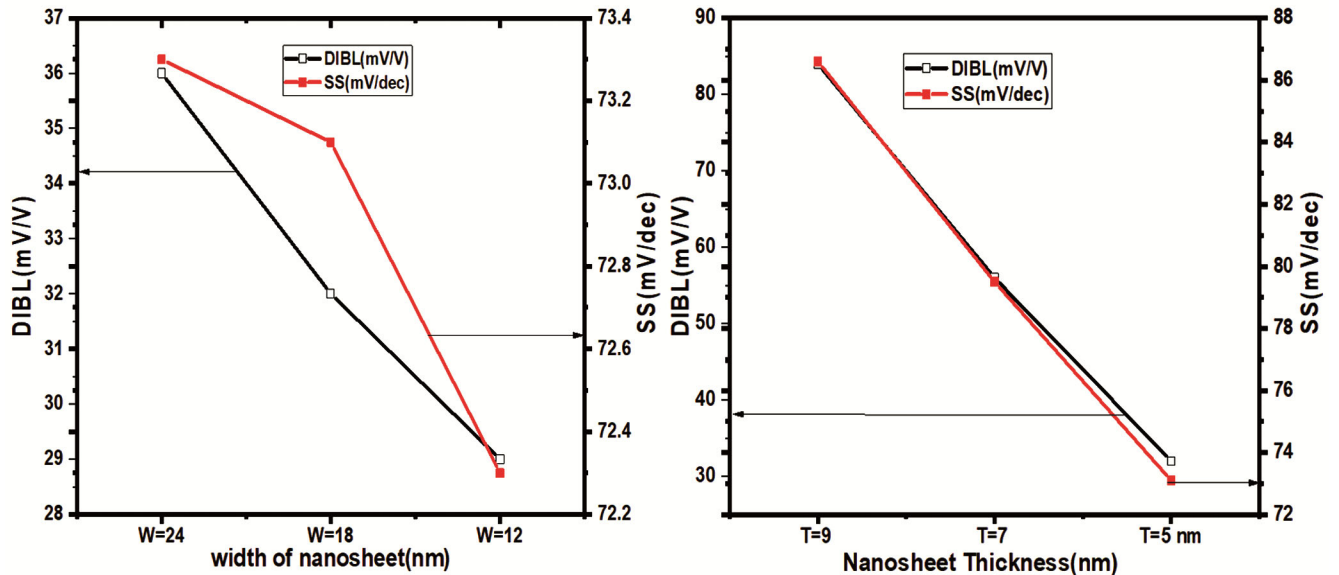 37
36
35
34
33
32
31
30
29
28
DIBL(mV/V)
DIBL(mV/V)
SS(mV/dec)
73.4
73.2
73.0
72.8
72.6
72.4
72.2
SS(mV/dec)
W=24
W=18
W=12
width of nanosheet(nm)
90
80
70
60
50
40
30
DIBL(mV/V)
DIBL(mV/V)
SS(mV/dec)
88
86
84
82
80
78
76
74
72
SS(mV/dec)
T=9
T=7
T=5 nm
Nanosheet Thickness(nm)